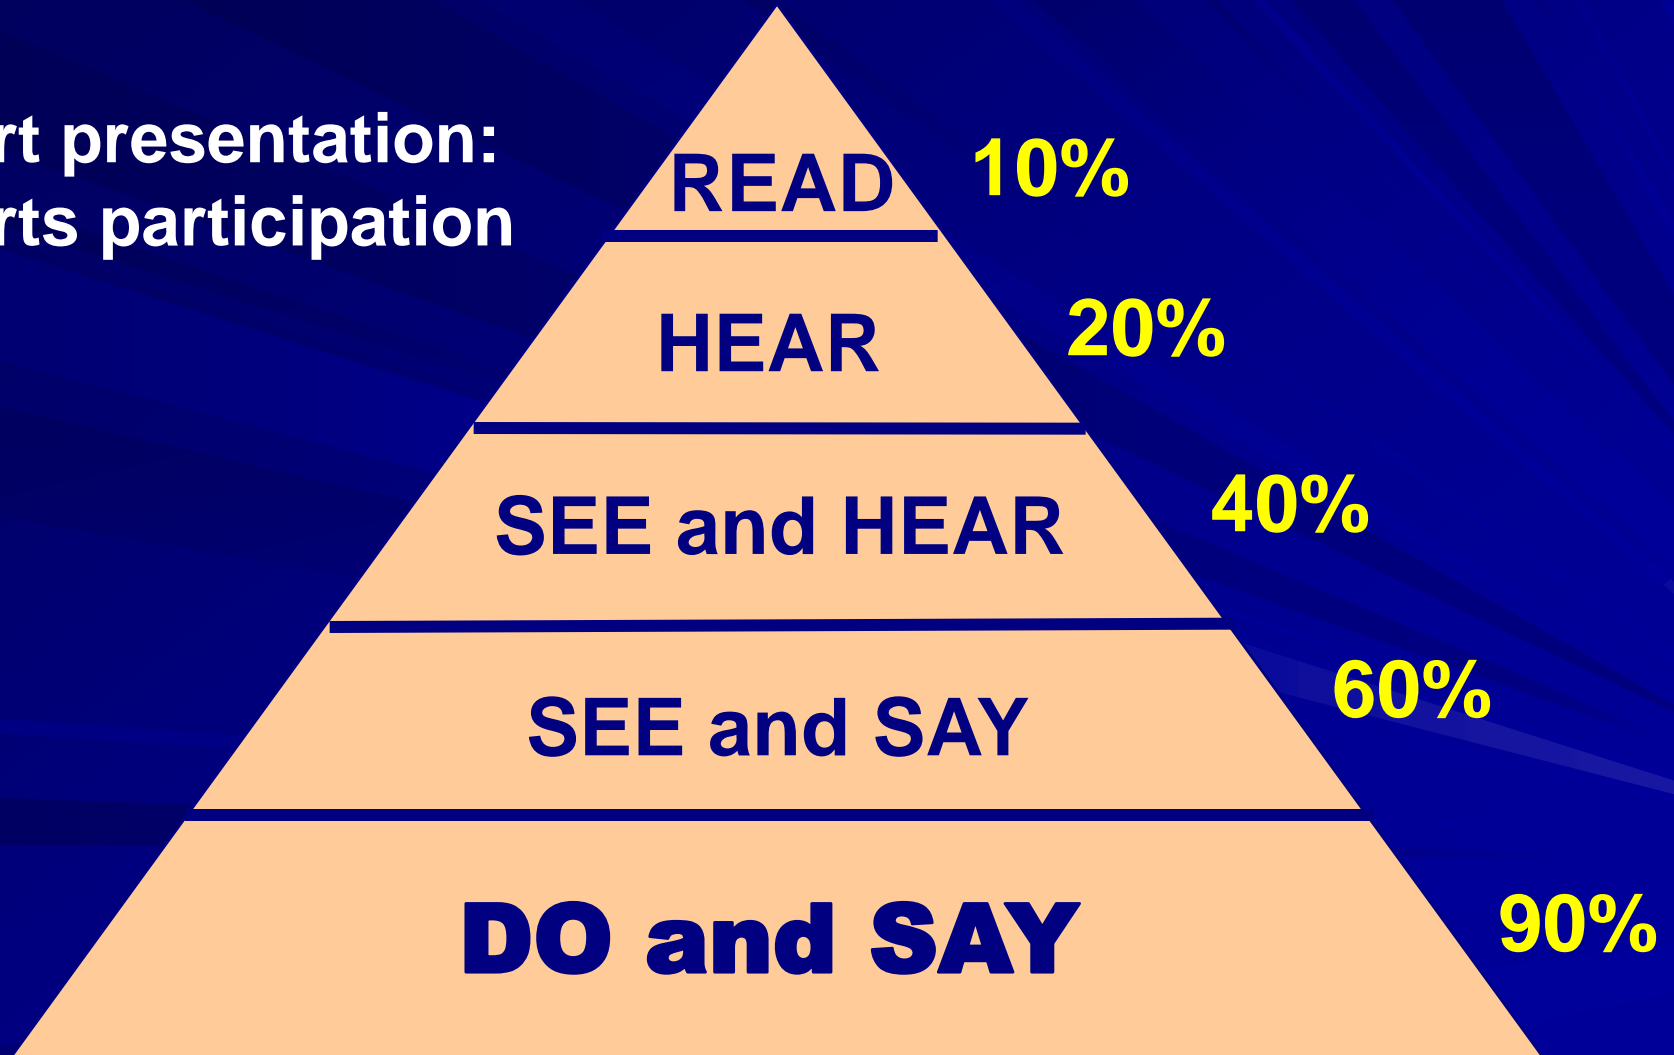 rt presentation:
rts participation
READ 10%
HEAR 20%
SEE and HEAR 40%
SEE and SAY 60%
DO and SAY 90%